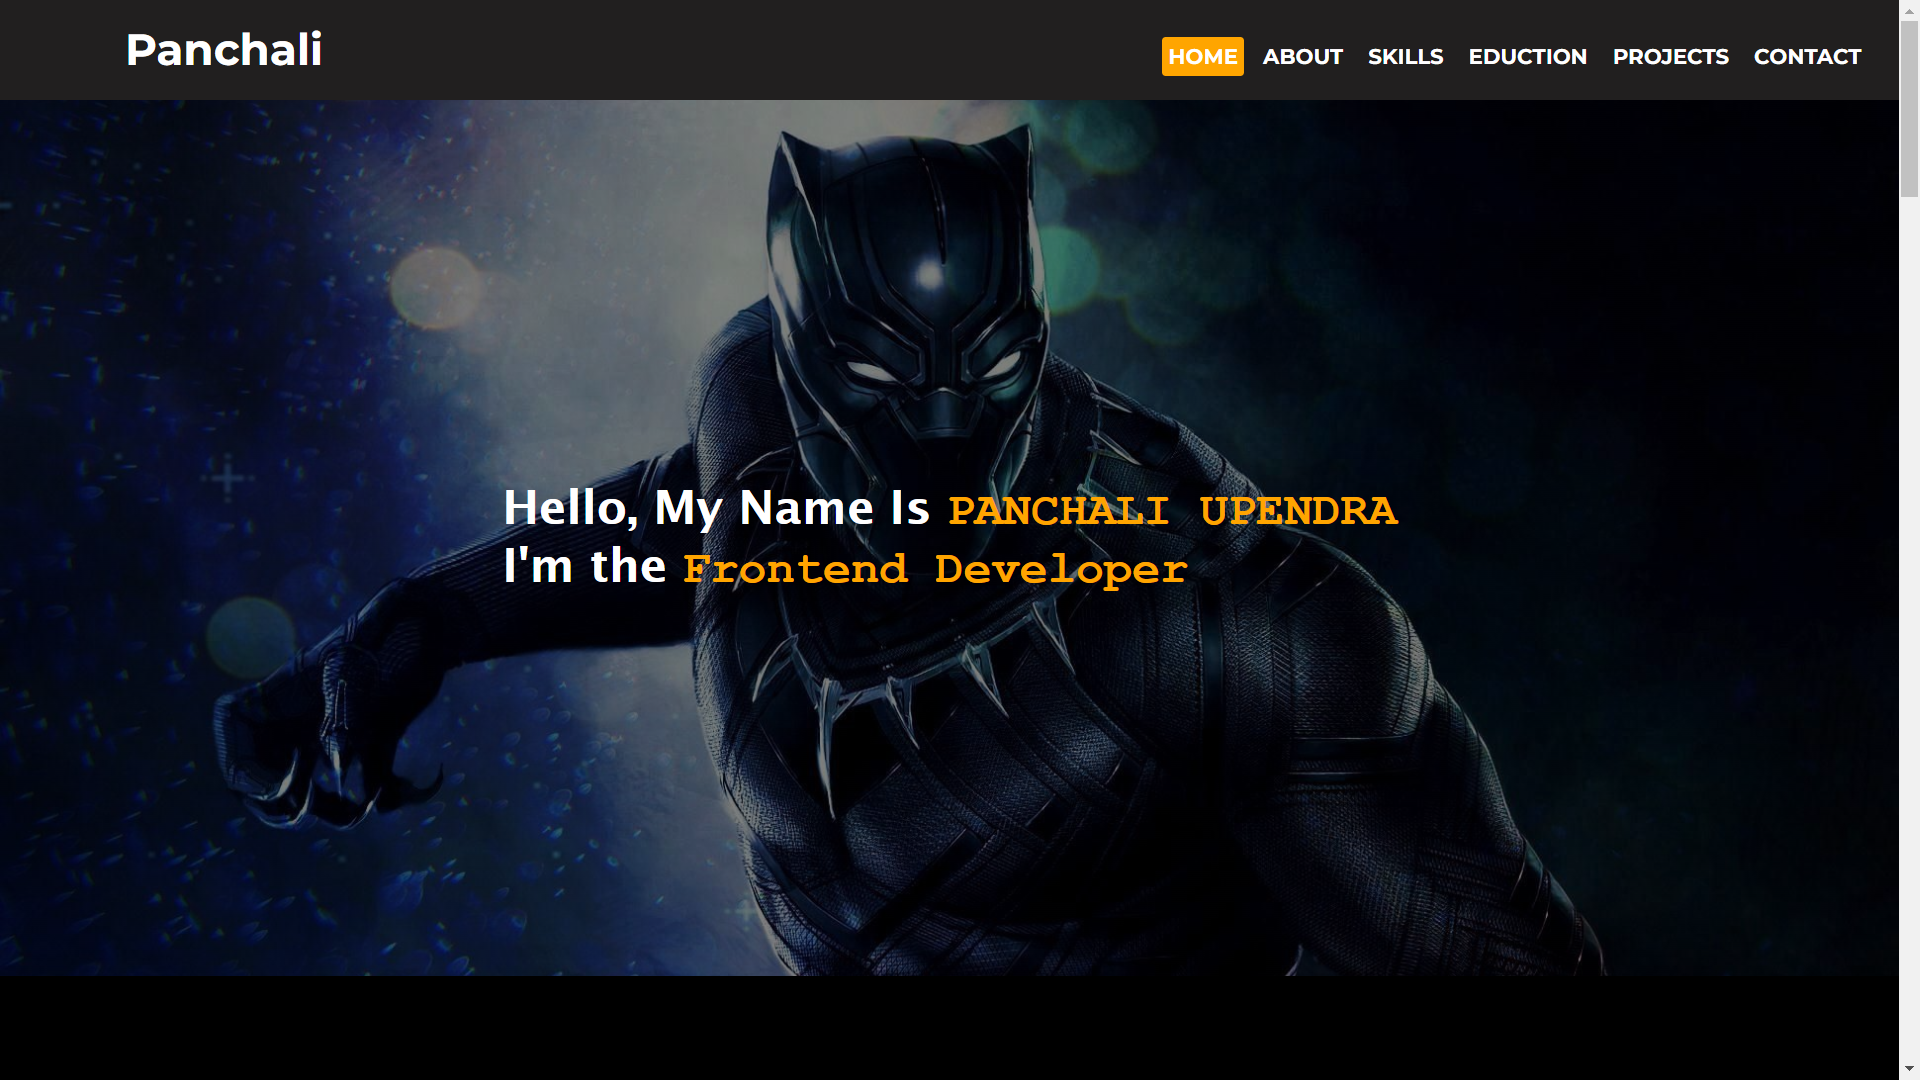 Panchali
HOME ABOUT SKILLS EDUCTION PROJECTS CONTACT
Hello, My Name Is PANCHALI UPENDRA
I'm the Frontend Developer